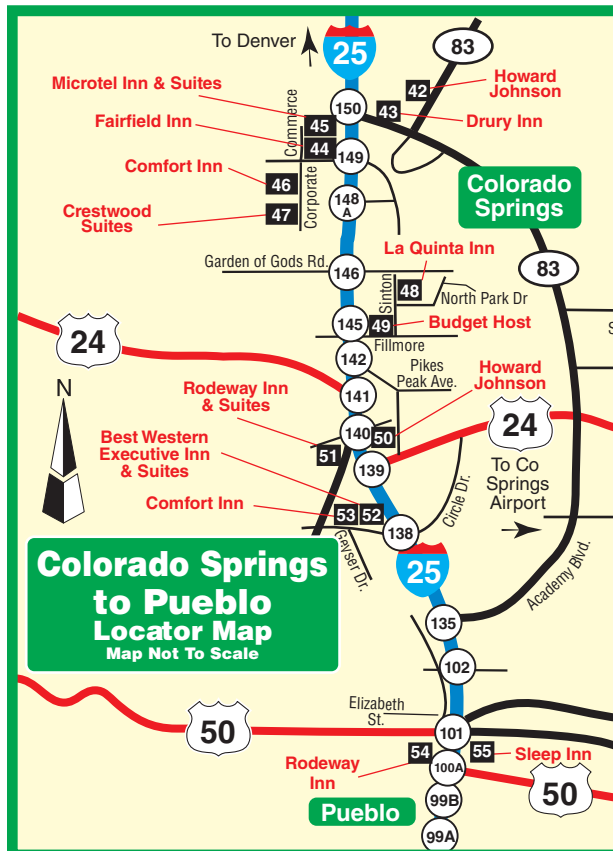 To Denver
25
83
Microtel Inn & Suites
42
Howard
Johnson
150
43
Drury Inn
45
Fairfield Inn
Commerce
44
149
Comfort Inn
46
Corporate
148
A
Colorado
Springs
Crestwood
Suites
47
La Quinta Inn
83
Garden of Gods Rd.
146
Sinton
48
North Park Dr
S
24
145
49
Budget Host
Fillmore
142
Pikes
Peak Ave.
Howard
Johnson
N
Rodeway Inn
& Suites
141
140
50
24
51
Best Western
Executive Inn
& Suites
139
To Co
Springs
Airport
Circle Dr.
Comfort Inn
53
52
138
Geyser Dr.
Colorado Springs
to Pueblo
Locator Map
Map Not To Scale
25
Academy Blvd.
135
102
Elizabeth
St.
50
101
54
55
Sleep Inn
Rodeway
Inn
100A
50
Pueblo
99B
99A